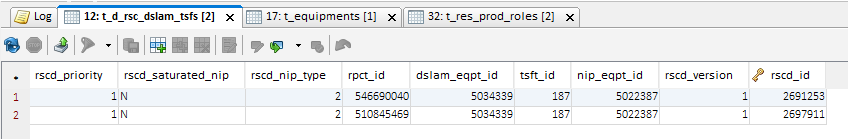 Log 12: t_d_rsc_dslam_tsfs [2] 17: t_equipments [1] 32: t_res_prod_roles [2]
rscd_priority rscd_saturated_nip rscd_nip_type rpct_id dslam_eqpt_id tsft_id nip_eqpt_id rscd_version rscd_id
1 1 N 2 546690040 5034339 187 5022387 1 2691253
2 1 N 2 510845469 5034339 187 5022387 1 2697911